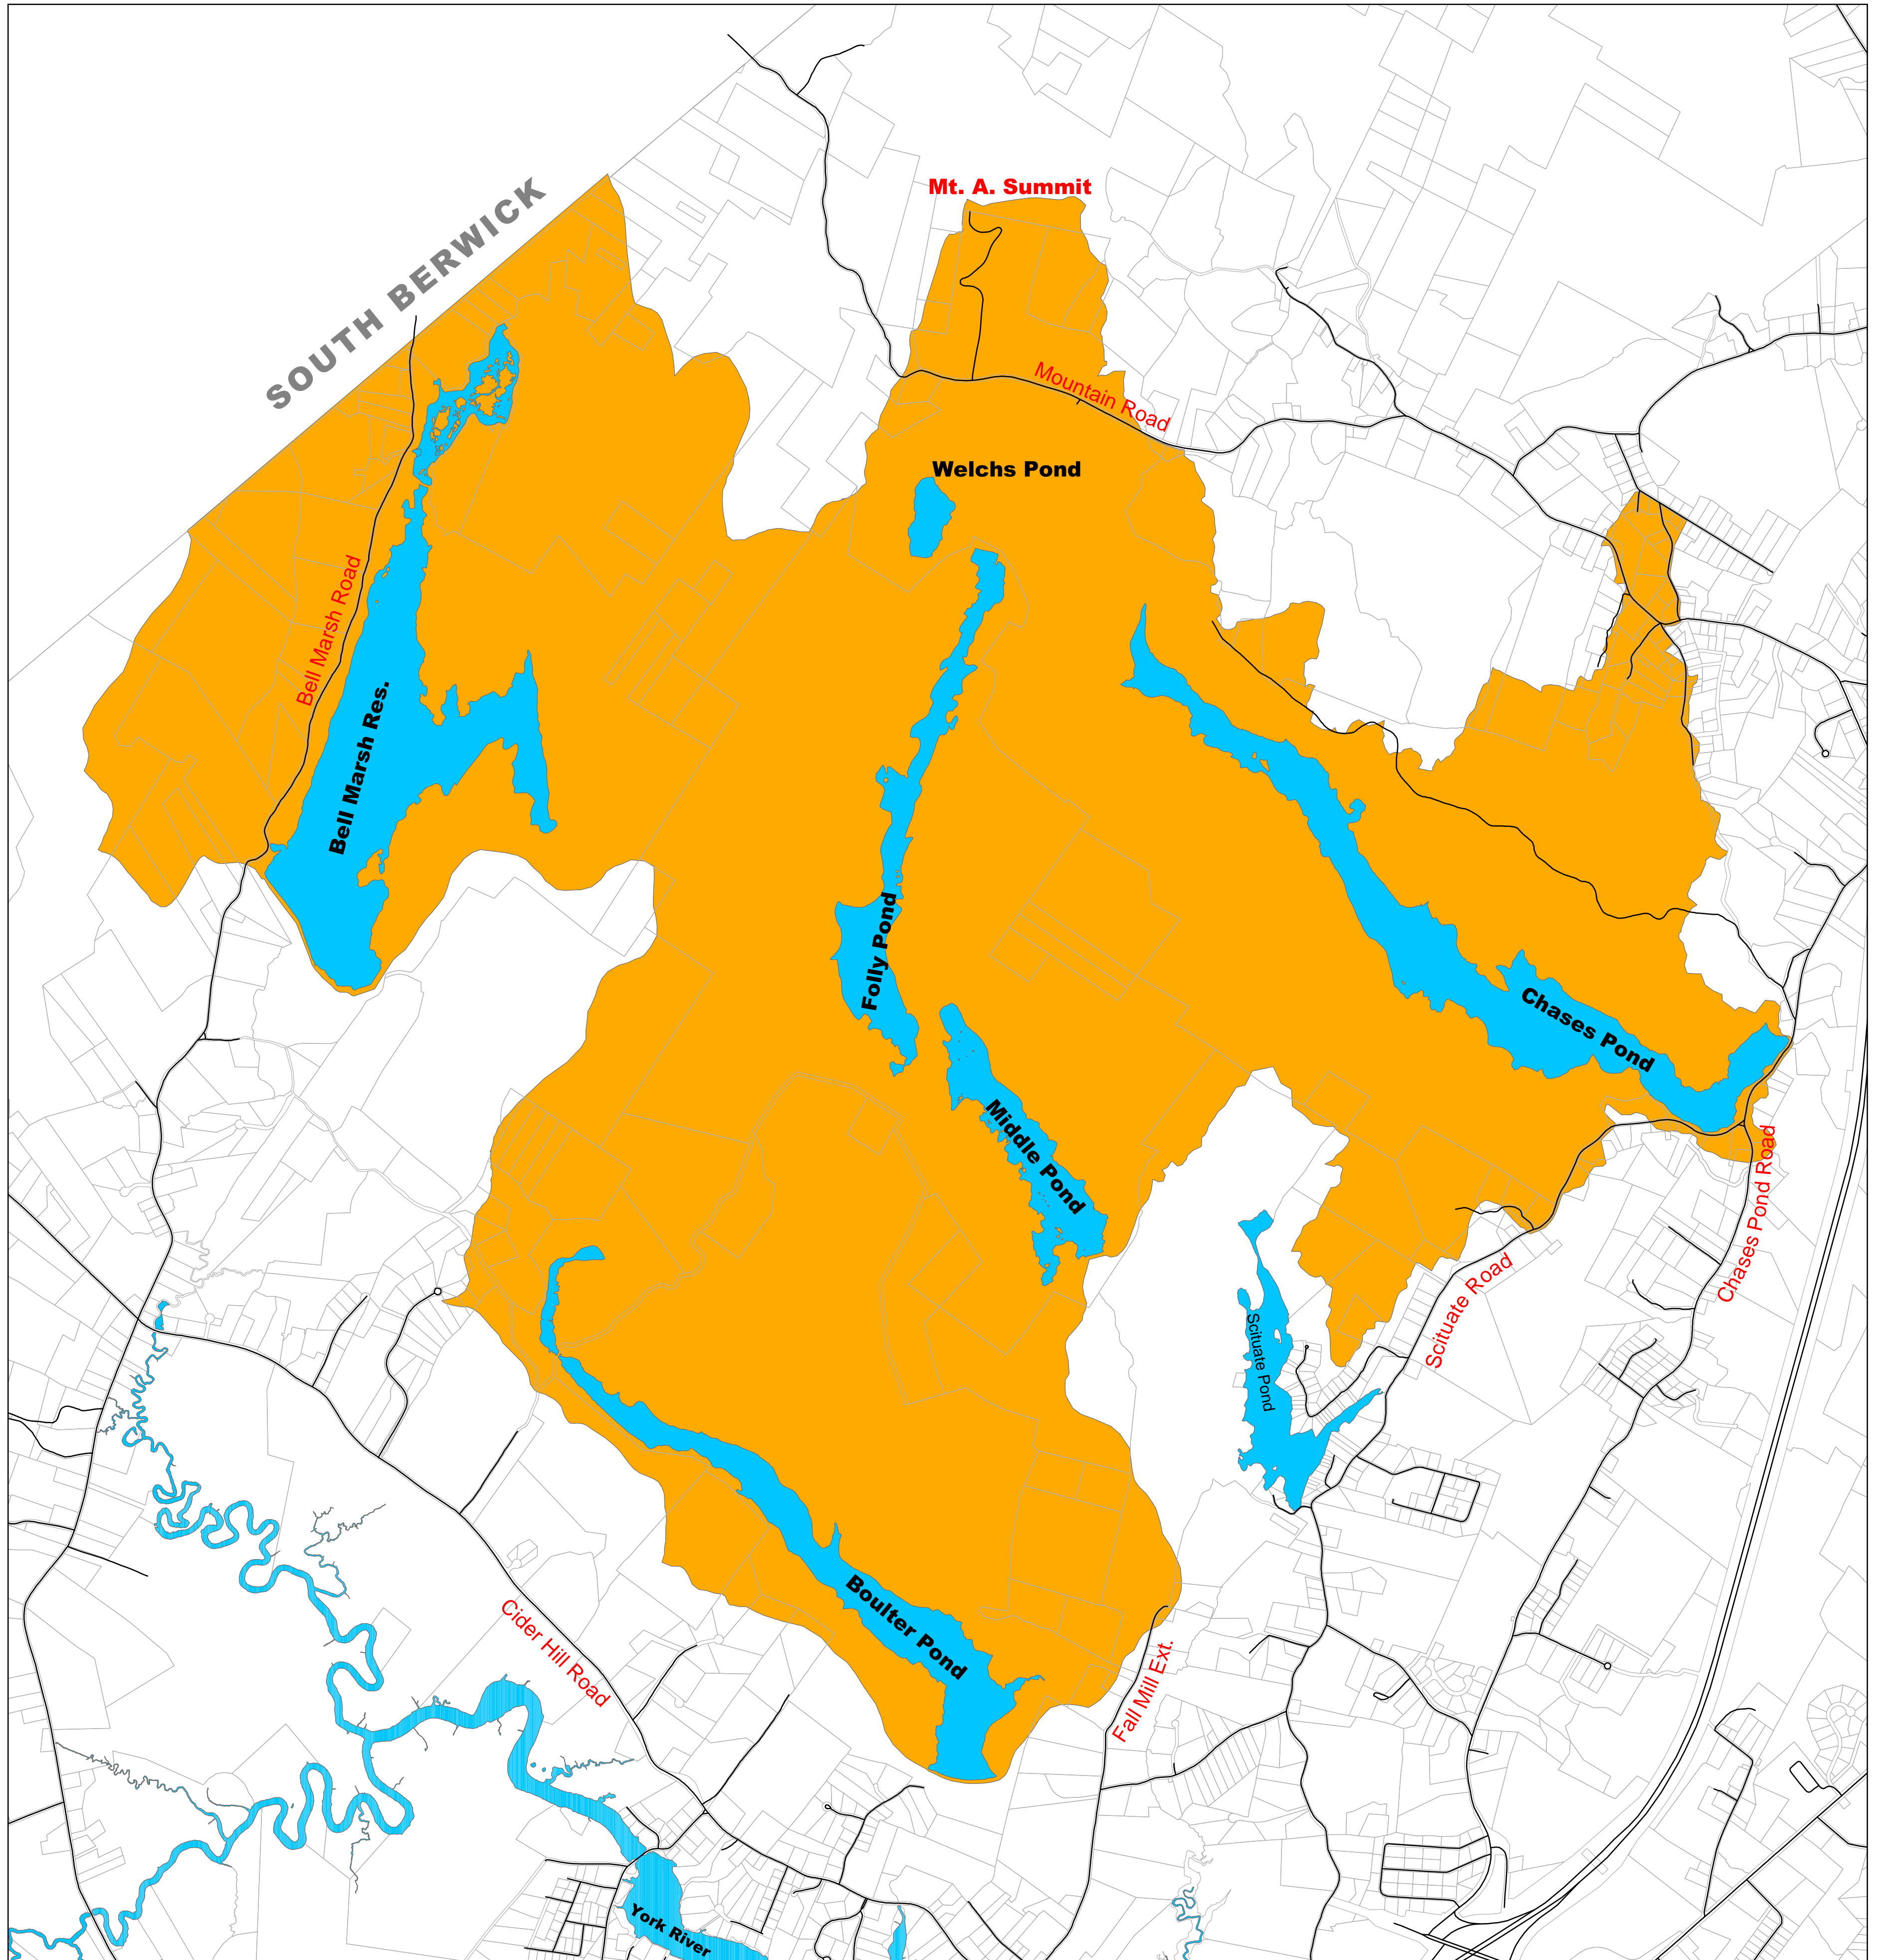 Mt. A. Summit
SOUTH BERWICK
Mountain Road
Welchs Pond
Bell Marsh Road
Bell Marsh Res.
Folly Pond
Chases Pond
Middle Pond
Chases Pond Road
Scituate Road
Scituate Pond
Boulter Pond
Cider Hill Road
Fall Mill Ext.
York River